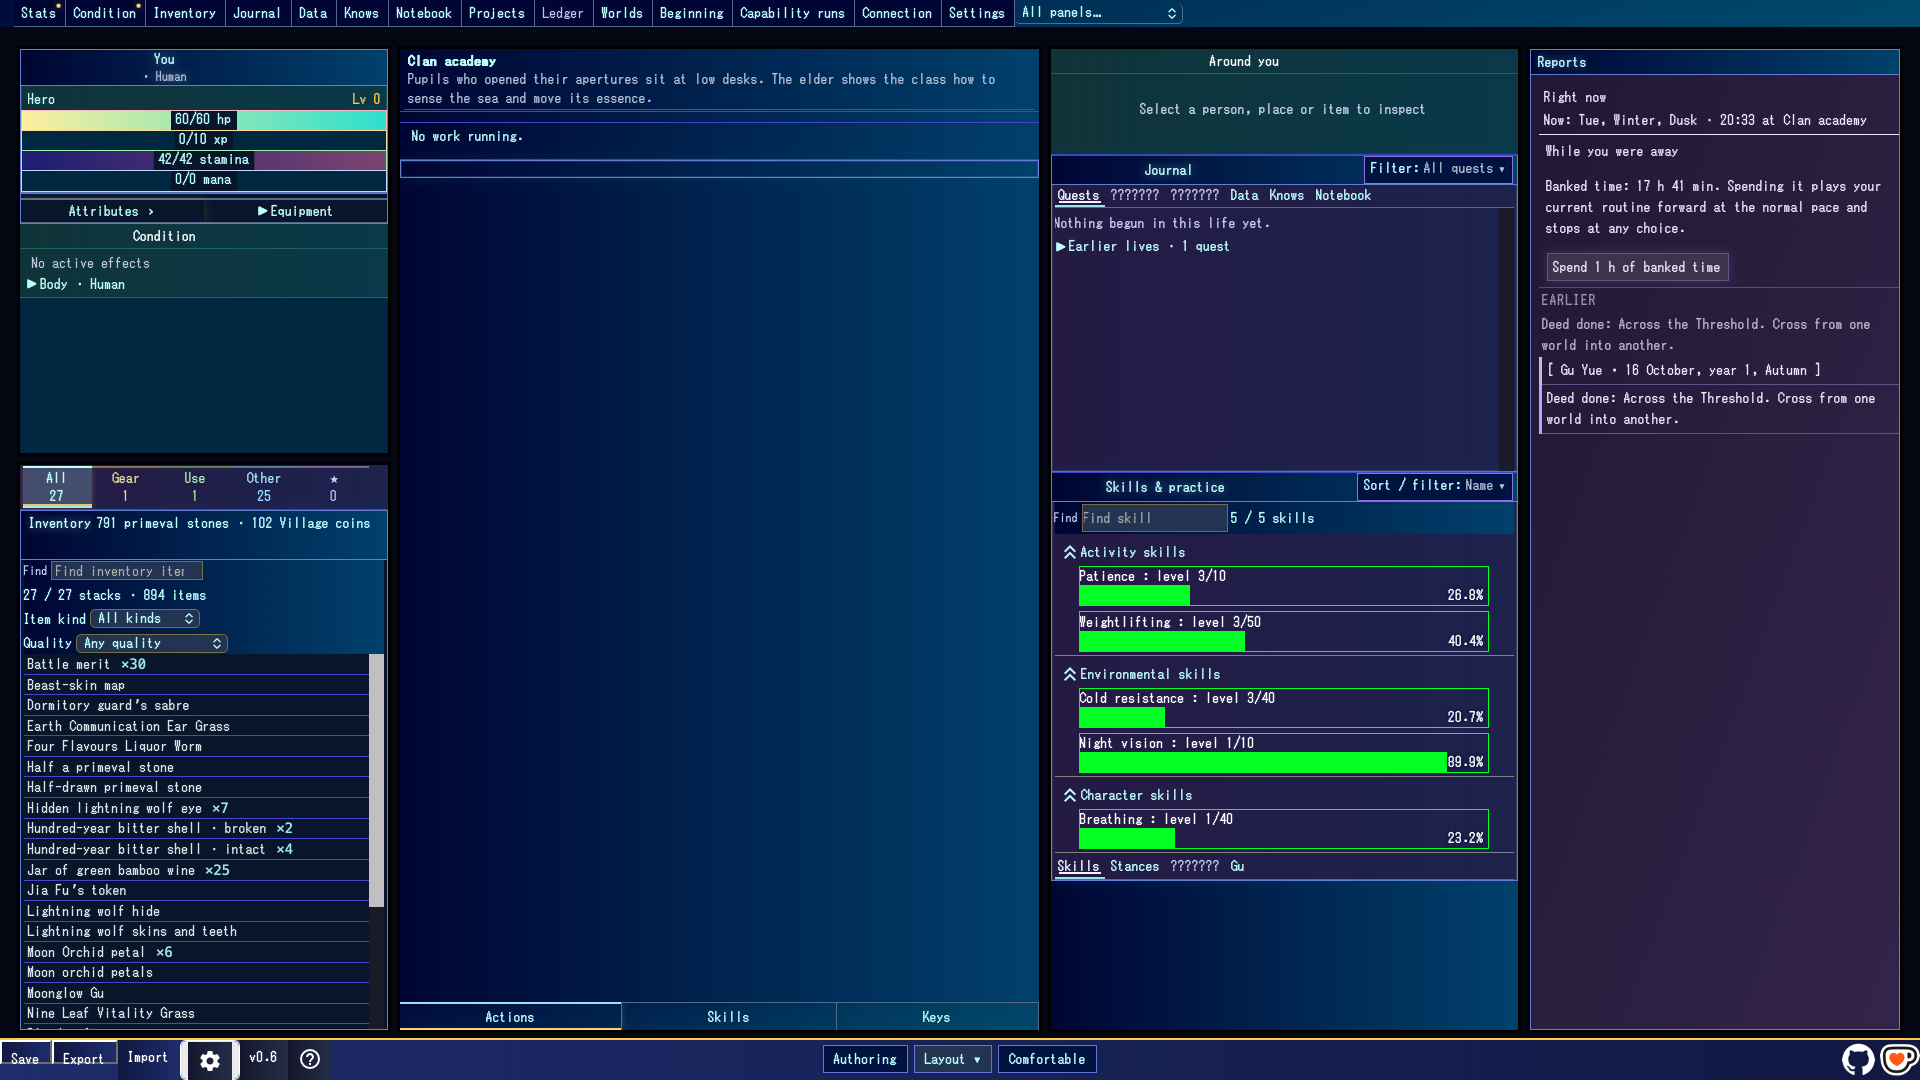 Stats Condition Inventory Journal Data Knows Notebook Projects Ledger Worlds Beginning Capability runs Connection Settings All panels…
You
· Human
Hero Lv 0
60/60 hp
0/10 xp
42/42 stamina
0/0 mana
Attributes › ▶Equipment
Condition
No active effects
▶Body · Human
All Gear Use Other ★
27 1 1 25 0
Inventory 791 primeval stones · 102 Village coins
Find Find inventory iter
27 / 27 stacks · 894 items
Item kind All kinds
Quality Any quality
Battle merit ×30
Beast-skin map
Dormitory guard's sabre
Earth Communication Ear Grass
Four Flavours Liquor Worm
Half a primeval stone
Half-drawn primeval stone
Hidden lightning wolf eye ×7
Hundred-year bitter shell · broken ×2
Hundred-year bitter shell · intact ×4
Jar of green bamboo wine ×25
Jia Fu's token
Lightning wolf hide
Lightning wolf skins and teeth
Moon Orchid petal ×6
Moon orchid petals
Moonglow Gu
Nine Leaf Vitality Grass
Clan academy
Pupils who opened their apertures sit at low desks. The elder shows the class how to
sense the sea and move its essence.
No work running.
Actions Skills Keys
Around you
Select a person, place or item to inspect
Journal Filter: All quests ▾
Quests ??????? ??????? Data Knows Notebook
Nothing begun in this life yet.
▶Earlier lives · 1 quest
Skills & practice Sort / filter: Name ▾
Find Find skill 5 / 5 skills
Activity skills
Patience : level 3/10
26.8%
Weightlifting : level 3/50
40.4%
Environmental skills
Cold resistance : level 3/40
20.7%
Night vision : level 1/10
89.9%
Character skills
Breathing : level 1/40
23.2%
Skills Stances ??????? Gu
Reports
Right now
Now: Tue, Winter, Dusk · 20:33 at Clan academy
While you were away
Banked time: 17 h 41 min. Spending it plays your
current routine forward at the normal pace and
stops at any choice.
Spend 1 h of banked time
EARLIER
Deed done: Across the Threshold. Cross from one
world into another.
[ Gu Yue · 16 October, year 1, Autumn ]
Deed done: Across the Threshold. Cross from one
world into another.
Save Export Import v0.6 Authoring Layout ▾ Comfortable